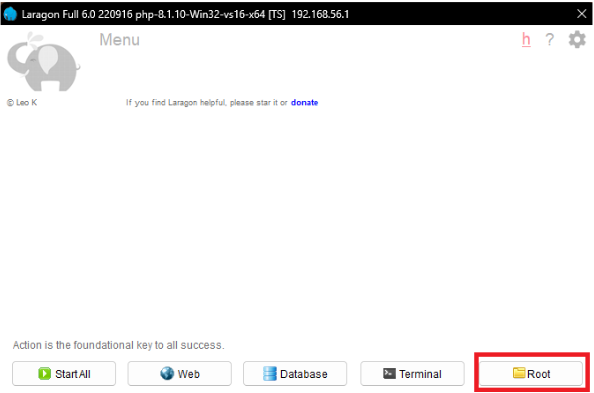 Laragon Full 6.0 220916 php-8.1.10-Win32-vs16-x64 [TS] 192.168.56.1
Menu
h ?
© Leo K
If you find Laragon helpful, please star it or donate
Action is the foundational key to all success.
Start All
Web
Database
Terminal
Root